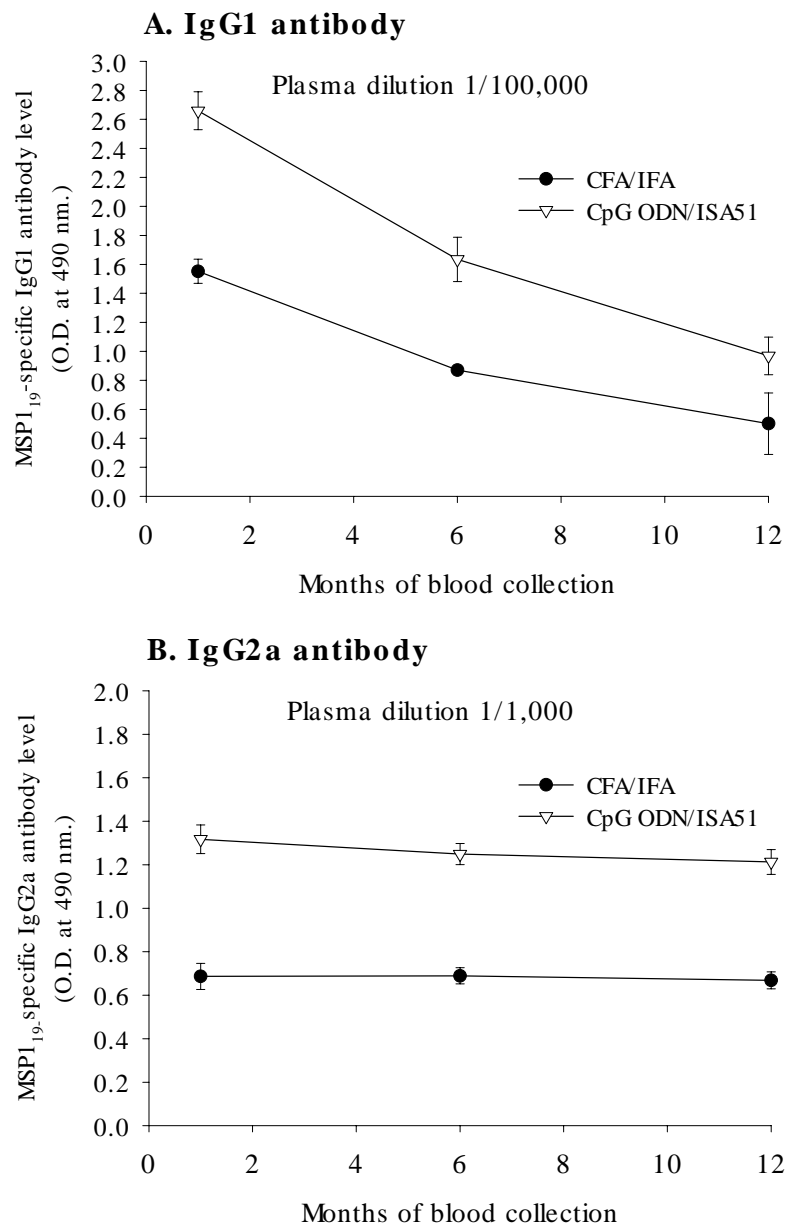 A. IgG1 antibody
Plasma dilution 1/100,000
MSP1₁₉-specific IgG1 antibody level
(O.D. at 490 nm.)
3.0
2.8
2.6
2.4
2.2
2.0
1.8
1.6
1.4
1.2
1.0
0.8
0.6
0.4
0.2
0.0
CFA/IFA
CpG ODN/ISA51
0 2 4 6 8 10 12
Months of blood collection
B. IgG2a antibody
Plasma dilution 1/1,000
MSP1₁₉-specific IgG2a antibody level
(O.D. at 490 nm.)
2.0
1.8
1.6
1.4
1.2
1.0
0.8
0.6
0.4
0.2
0.0
CFA/IFA
CpG ODN/ISA51
0 2 4 6 8 10 12
Months of blood collection